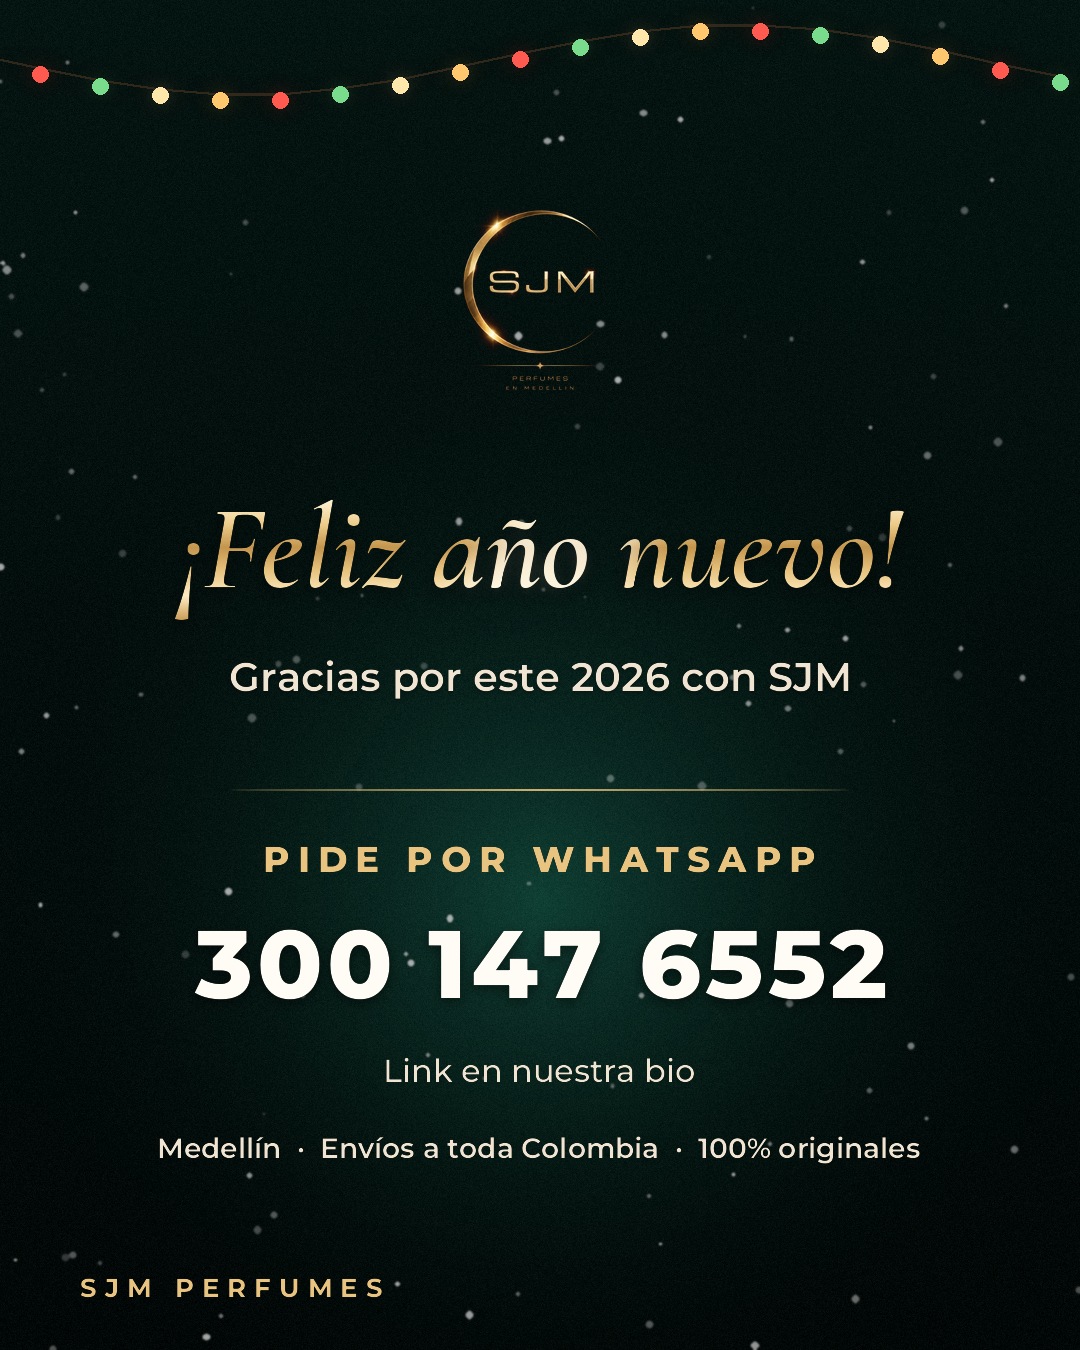 SJM
PERFUMES
EN MEDELLIN
¡Feliz año nuevo!
Gracias por este 2026 con SJM
PIDE POR WHATSAPP
300 147 6552
Link en nuestra bio
Medellín · Envíos a toda Colombia · 100% originales
SJM PERFUMES